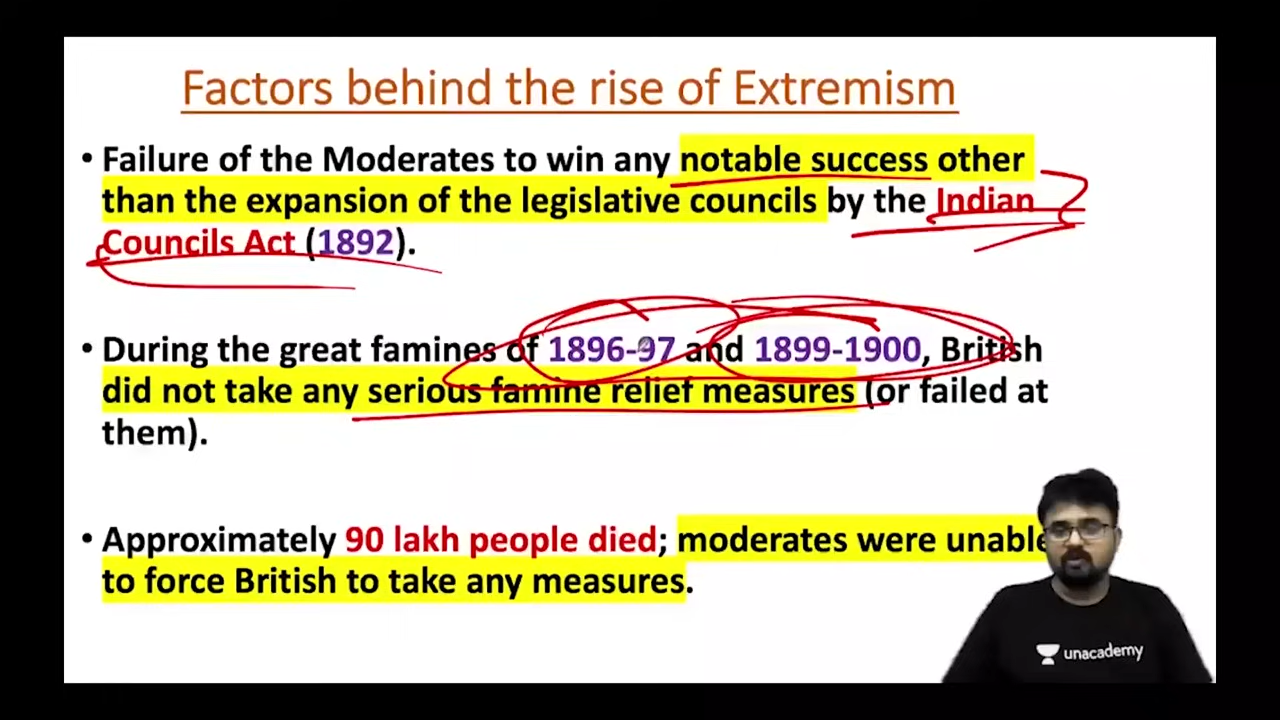 Factors behind the rise of Extremism
• Failure of the Moderates to win any notable success other
than the expansion of the legislative councils by the Indian
Councils Act (1892).
• During the great famines of 1896-97 and 1899-1900, British
did not take any serious famine relief measures (or failed at
them).
• Approximately 90 lakh people died; moderates were unable
to force British to take any measures.
unacademy